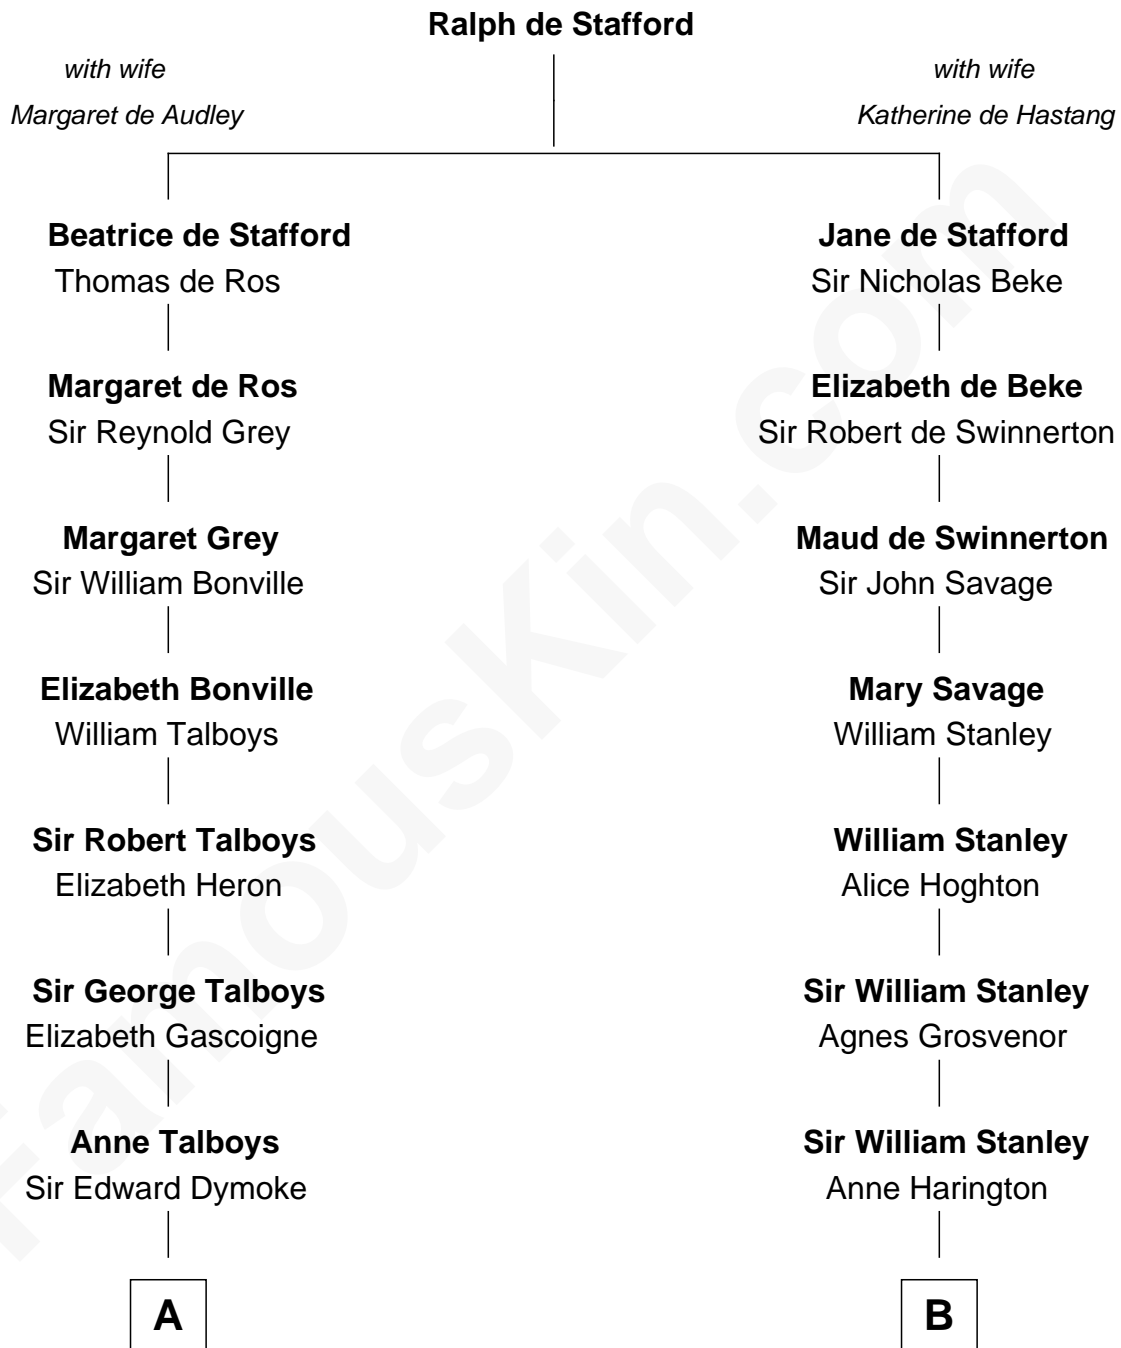 Ralph de Stafford
with wife
Margaret de Audley
with wife
Katherine de Hastang
Beatrice de Stafford
Thomas de Ros
Jane de Stafford
Sir Nicholas Beke
Margaret de Ros
Sir Reynold Grey
Elizabeth de Beke
Sir Robert de Swinnerton
Margaret Grey
Sir William Bonville
Maud de Swinnerton
Sir John Savage
Elizabeth Bonville
William Talboys
Mary Savage
William Stanley
Sir Robert Talboys
Elizabeth Heron
William Stanley
Alice Hoghton
Sir George Talboys
Elizabeth Gascoigne
Sir William Stanley
Agnes Grosvenor
Anne Talboys
Sir Edward Dymoke
Sir William Stanley
Anne Harington
A
B
FamousKin.com